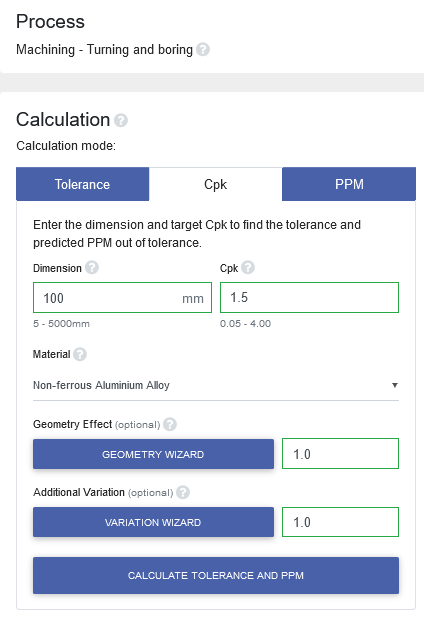 Process
Machining - Turning and boring ?
Calculation ?
Calculation mode:
Tolerance Cpk PPM
Enter the dimension and target Cpk to find the tolerance and
predicted PPM out of tolerance.
Dimension ? Cpk ?
100 mm 1.5
5 - 5000mm 0.05 - 4.00
Material ?
Non-ferrous Aluminium Alloy
Geometry Effect (optional) ?
GEOMETRY WIZARD 1.0
Additional Variation (optional) ?
VARIATION WIZARD 1.0
CALCULATE TOLERANCE AND PPM